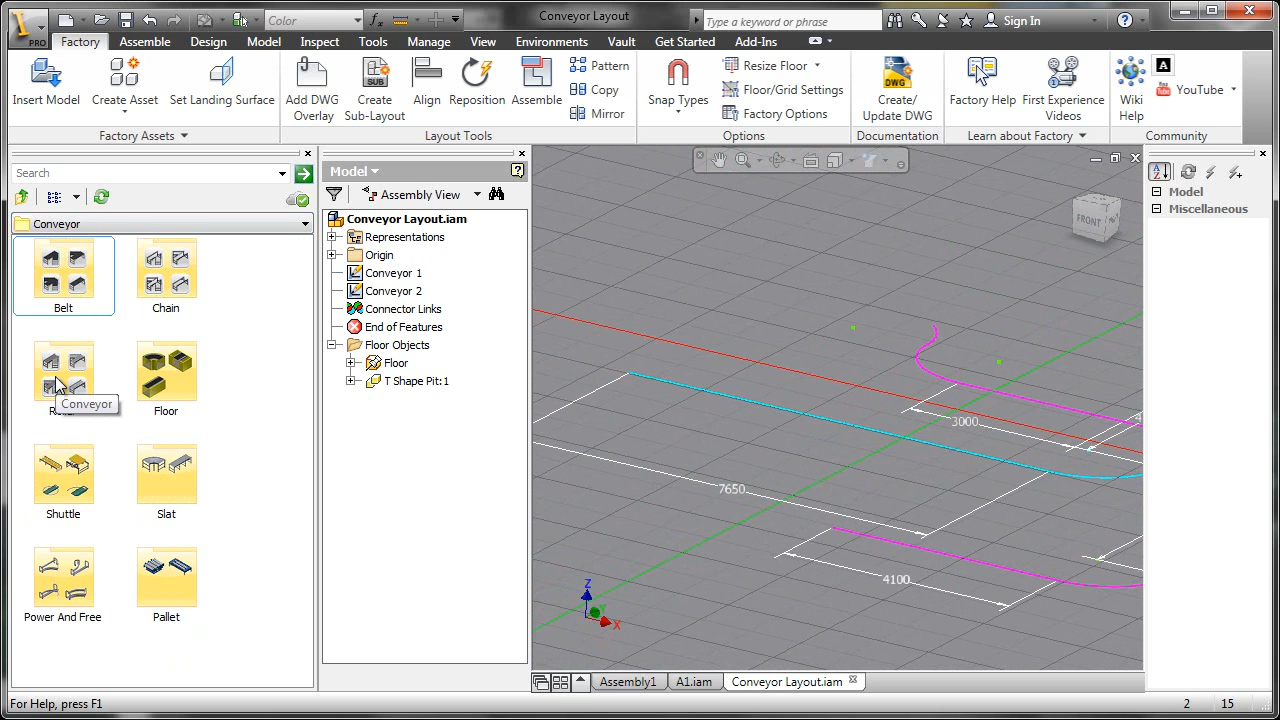 PRO
Color
Conveyor Layout
Type a keyword or phrase
Sign In
Factory
Assemble
Design
Model
Inspect
Tools
Manage
View
Environments
Vault
Get Started
Add-Ins
Insert Model
Create Asset
Set Landing Surface
Add DWG
Overlay
SUB
Create
Sub-Layout
Align
Reposition
Assemble
Pattern
Copy
Mirror
Snap Types
Resize Floor
Floor/Grid Settings
Factory Options
DWG
Create/
Update DWG
Factory Help
First Experience
Videos
Wiki
Help
A
YouTube
Factory Assets
Layout Tools
Options
Documentation
Learn about Factory
Community
Search
Conveyor
Belt
Chain
Conveyor
Floor
Shuttle
Slat
Power And Free
Pallet
Model
Assembly View
Conveyor Layout.iam
Representations
Origin
Conveyor 1
Conveyor 2
Connector Links
End of Features
Floor Objects
Floor
T Shape Pit:1
FRONT
3000
7650
4100
Z
Y
X
Model
Miscellaneous
Assembly1
A1.iam
Conveyor Layout.iam
For Help, press F1
2
15